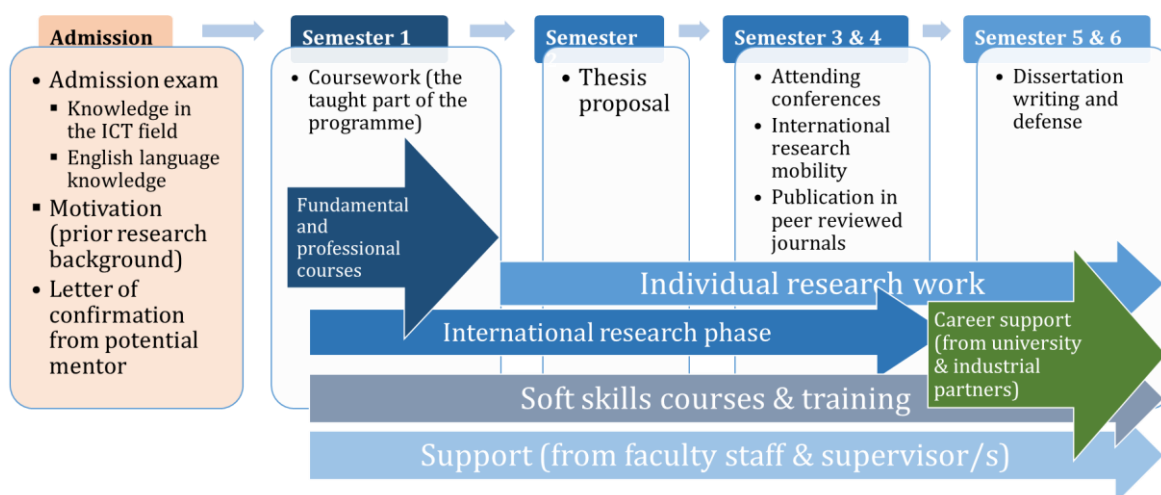 Admission
Semester 1
Semester
Semester 3 & 4
Semester 5 & 6
• Admission exam
▪ Knowledge in
the ICT field
▪ English language
knowledge
▪ Motivation
(prior research
background)
• Letter of
confirmation
from potential
mentor
• Coursework (the
taught part of the
programme)
• Thesis
proposal
• Attending
conferences
• International
research
mobility
• Publication in
peer reviewed
journals
• Dissertation
writing and
defense
Fundamental
and
professional
courses
Individual research work
International research phase
Career support
(from university
& industrial
partners)
Soft skills courses & training
Support (from faculty staff & supervisor/s)